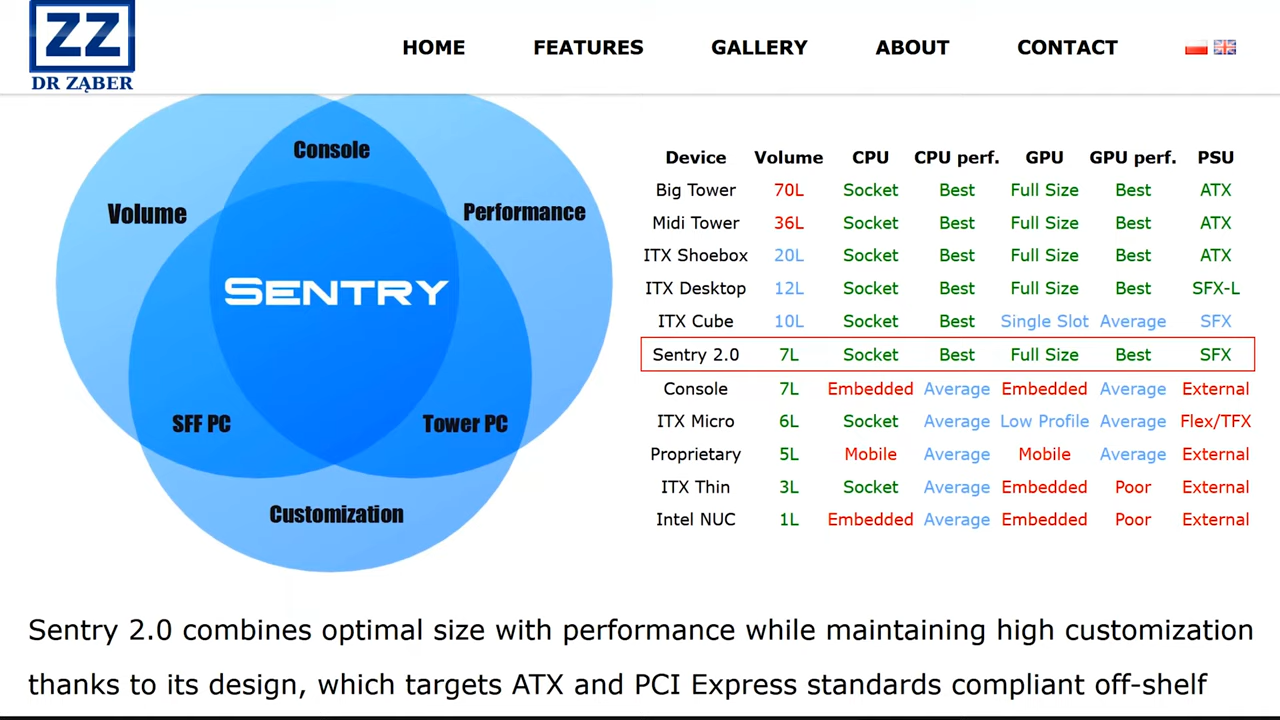 ZZ
DR ZĄBER
HOME FEATURES GALLERY ABOUT CONTACT
Console
Volume
Performance
SENTRY
SFF PC
Tower PC
Customization
Device Volume CPU CPU perf. GPU GPU perf. PSU
Big Tower 70L Socket Best Full Size Best ATX
Midi Tower 36L Socket Best Full Size Best ATX
ITX Shoebox 20L Socket Best Full Size Best ATX
ITX Desktop 12L Socket Best Full Size Best SFX-L
ITX Cube 10L Socket Best Single Slot Average SFX
Sentry 2.0 7L Socket Best Full Size Best SFX
Console 7L Embedded Average Embedded Average External
ITX Micro 6L Socket Average Low Profile Average Flex/TFX
Proprietary 5L Mobile Average Mobile Average External
ITX Thin 3L Socket Average Embedded Poor External
Intel NUC 1L Embedded Average Embedded Poor External
Sentry 2.0 combines optimal size with performance while maintaining high customization
thanks to its design, which targets ATX and PCI Express standards compliant off-shelf